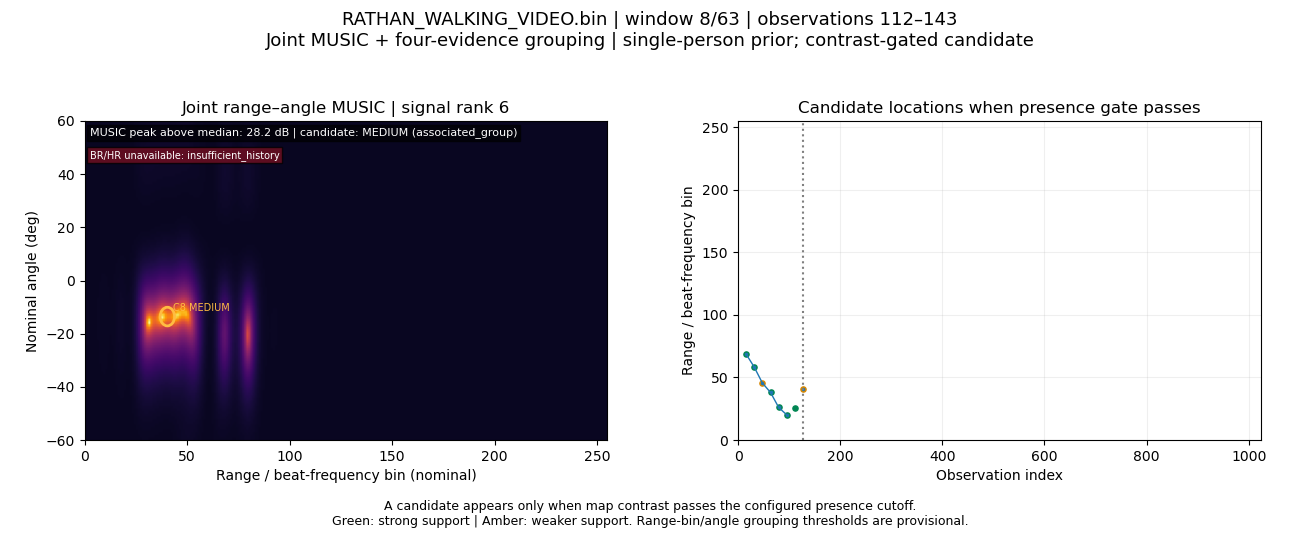 RATHAN_WALKING_VIDEO.bin | window 8/63 | observations 112–143
Joint MUSIC + four-evidence grouping | single-person prior; contrast-gated candidate
Joint range–angle MUSIC | signal rank 6
MUSIC peak above median: 28.2 dB | candidate: MEDIUM (associated_group)
BR/HR unavailable: insufficient_history
C8 MEDIUM
60
40
20
0
−20
−40
−60
Nominal angle (deg)
0
50
100
150
200
250
Range / beat-frequency bin (nominal)
Candidate locations when presence gate passes
250
200
150
100
50
0
Range / beat-frequency bin
0
200
400
600
800
1000
Observation index
A candidate appears only when map contrast passes the configured presence cutoff.
Green: strong support | Amber: weaker support. Range-bin/angle grouping thresholds are provisional.